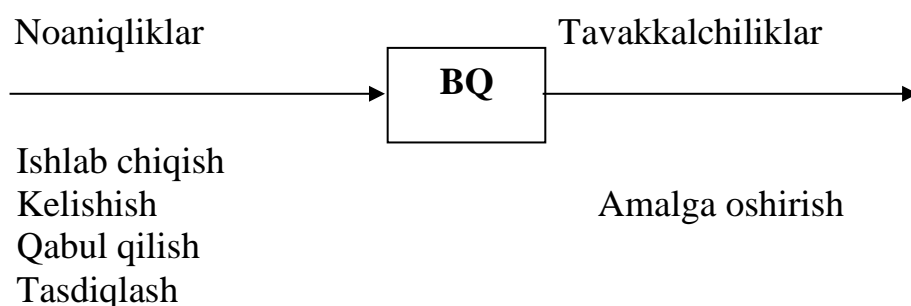 Noaniqliklar
Tavakkalchiliklar
BQ
Ishlab chiqish
Kelishish
Amalga oshirish
Qabul qilish
Tasdiqlash